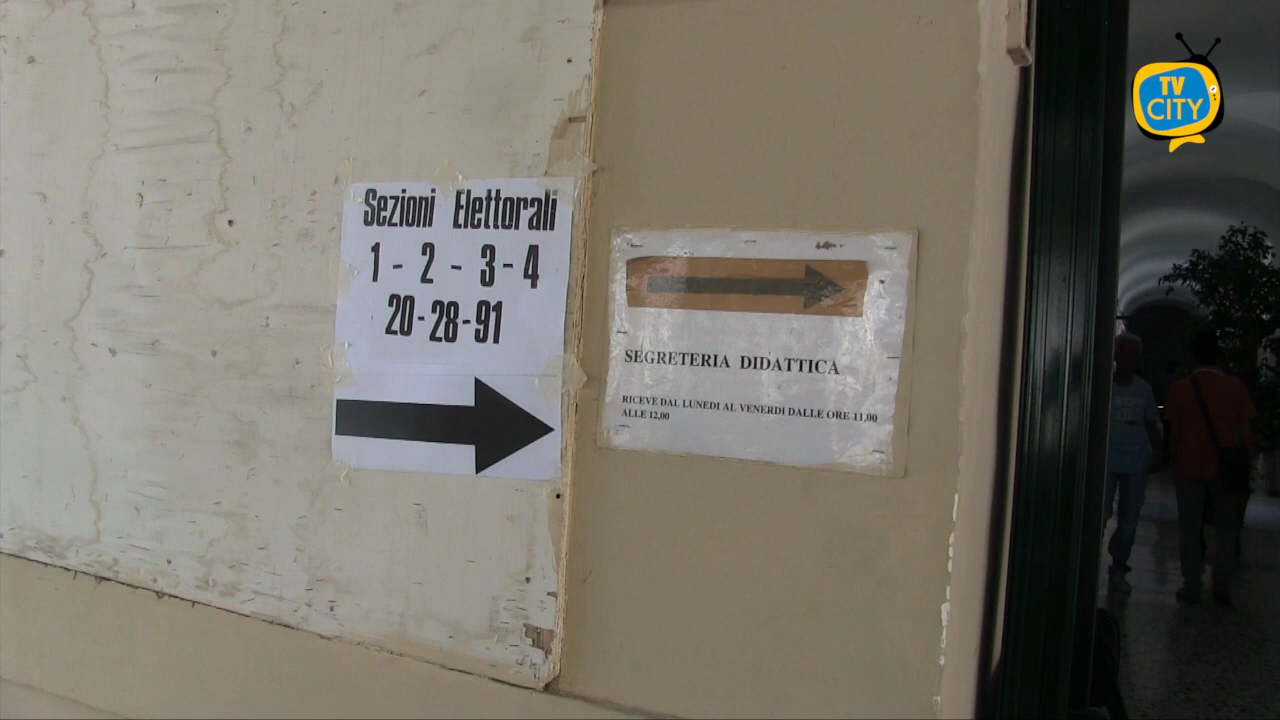 Sezioni Elettorali
1 - 2 - 3 - 4
20 - 28 - 91
SEGRETERIA DIDATTICA
RICEVE DAL LUNEDI AL VENERDI DALLE ORE 11,00
ALLE 12.00
TV
CITY